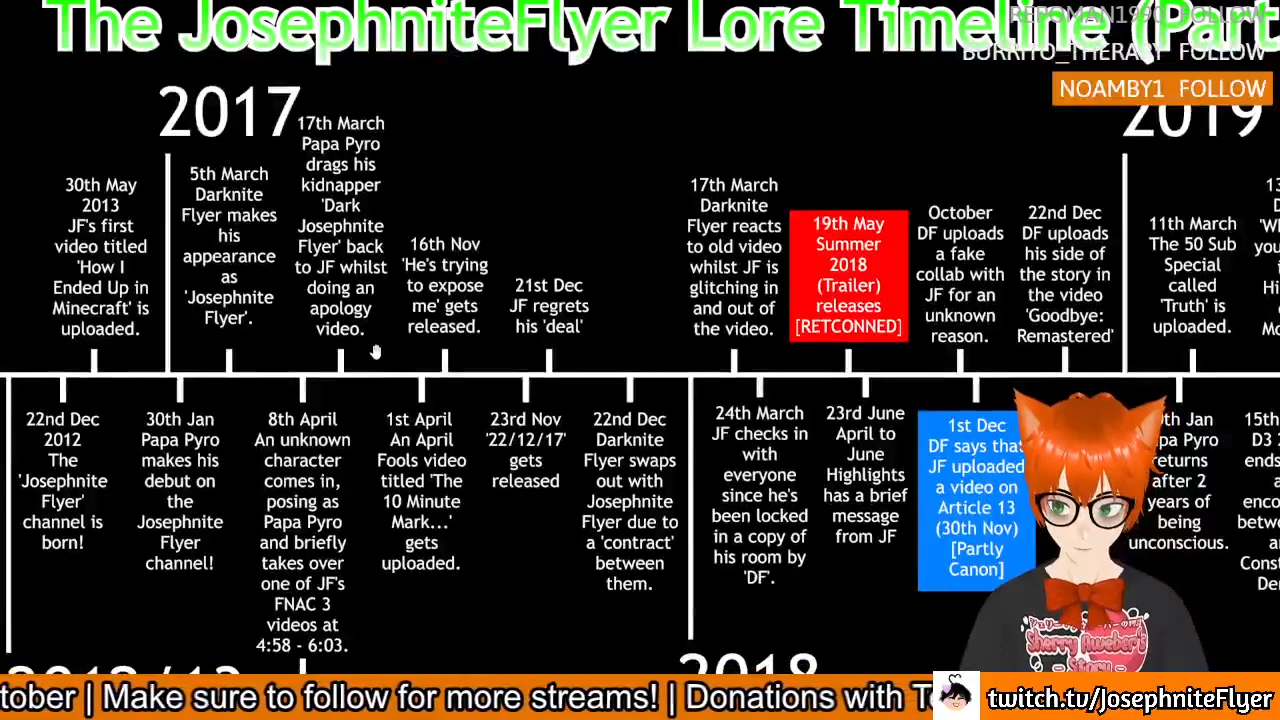 The JosephniteFlyer Lore Timeline (Part
REPOMAN1990 FOLLOW
BURRITO_THERAPY FOLLOW
NOAMBY1 FOLLOW
2017
2019
30th May
2013
JF's first
video titled
'How I
Ended Up in
Minecraft' is
uploaded.
5th March
Darknite
Flyer makes
his
appearance
as
'Josephnite
Flyer'.
17th March
Papa Pyro
drags his
kidnapper
'Dark
Josephnite
Flyer' back
to JF whilst
doing an
apology
video.
16th Nov
'He's trying
to expose
me' gets
released.
21st Dec
JF regrets
his 'deal'
17th March
Darknite
Flyer reacts
to old video
whilst JF is
glitching in
and out of
the video.
19th May
Summer
2018
(Trailer)
releases
[RETCONNED]
October
DF uploads
a fake
collab with
JF for an
unknown
reason.
22nd Dec
DF uploads
his side of
the story in
the video
'Goodbye:
Remastered'
11th March
The 50 Sub
Special
called
'Truth' is
uploaded.
22nd Dec
2012
The
'Josephnite
Flyer'
channel is
born!
30th Jan
Papa Pyro
makes his
debut on
the
Josephnite
Flyer
channel!
8th April
An unknown
character
comes in,
posing as
Papa Pyro
and briefly
takes over
one of JF's
FNAC 3
videos at
4:58 - 6:03.
1st April
An April
Fools video
titled 'The
10 Minute
Mark...'
gets
uploaded.
23rd Nov
'22/12/17'
gets
released
22nd Dec
Darknite
Flyer swaps
out with
Josephnite
Flyer due to
a 'contract'
between
them.
24th March
JF checks in
with
everyone
since he's
been locked
in a copy of
his room by
'DF'.
23rd June
April to
June
Highlights
has a brief
message
from JF
1st Dec
DF says that
JF uploaded
a video on
Article 13
(30th Nov)
[Partly
Canon]
Jan
Pyro
returns
after 2
years of
being
unconscious.
15th
D3
ends
2018
Sherry Aweber's
- Story -
tober | Make sure to follow for more streams! | Donations with
twitch.tv/JosephniteFlyer